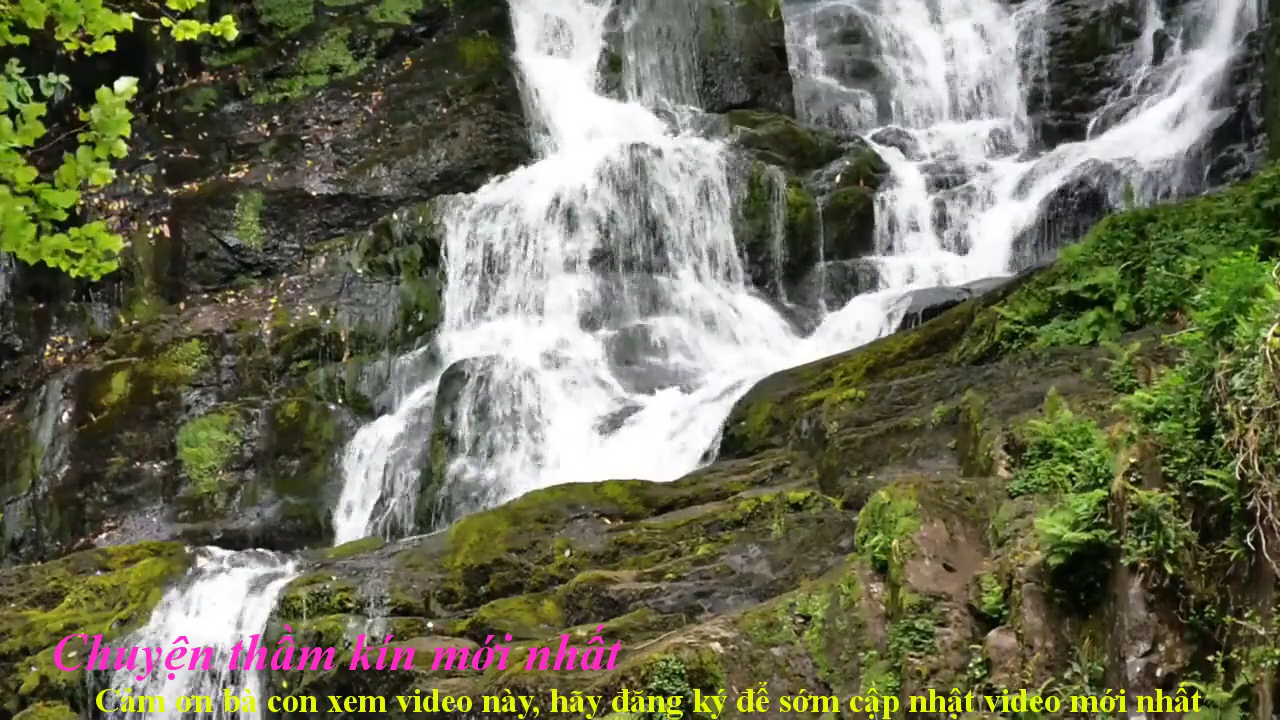 Chuyện thầm kín mới nhất
Cảm ơn bà con xem video này, hãy đăng ký để sớm cập nhật video mới nhất